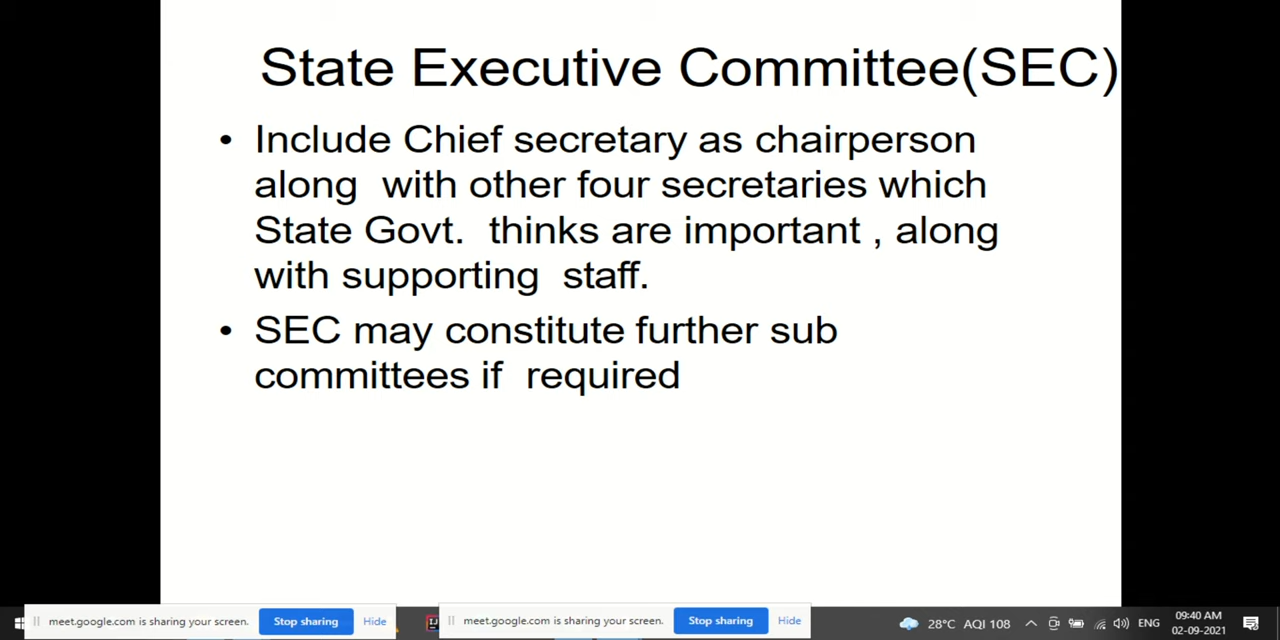 State Executive Committee(SEC)
• Include Chief secretary as chairperson
along with other four secretaries which
State Govt. thinks are important , along
with supporting staff.
• SEC may constitute further sub
committees if required
meet.google.com is sharing your screen. Stop sharing Hide
meet.google.com is sharing your screen. Stop sharing Hide
28°C AQI 108 ENG 09:40 AM
02-09-2021